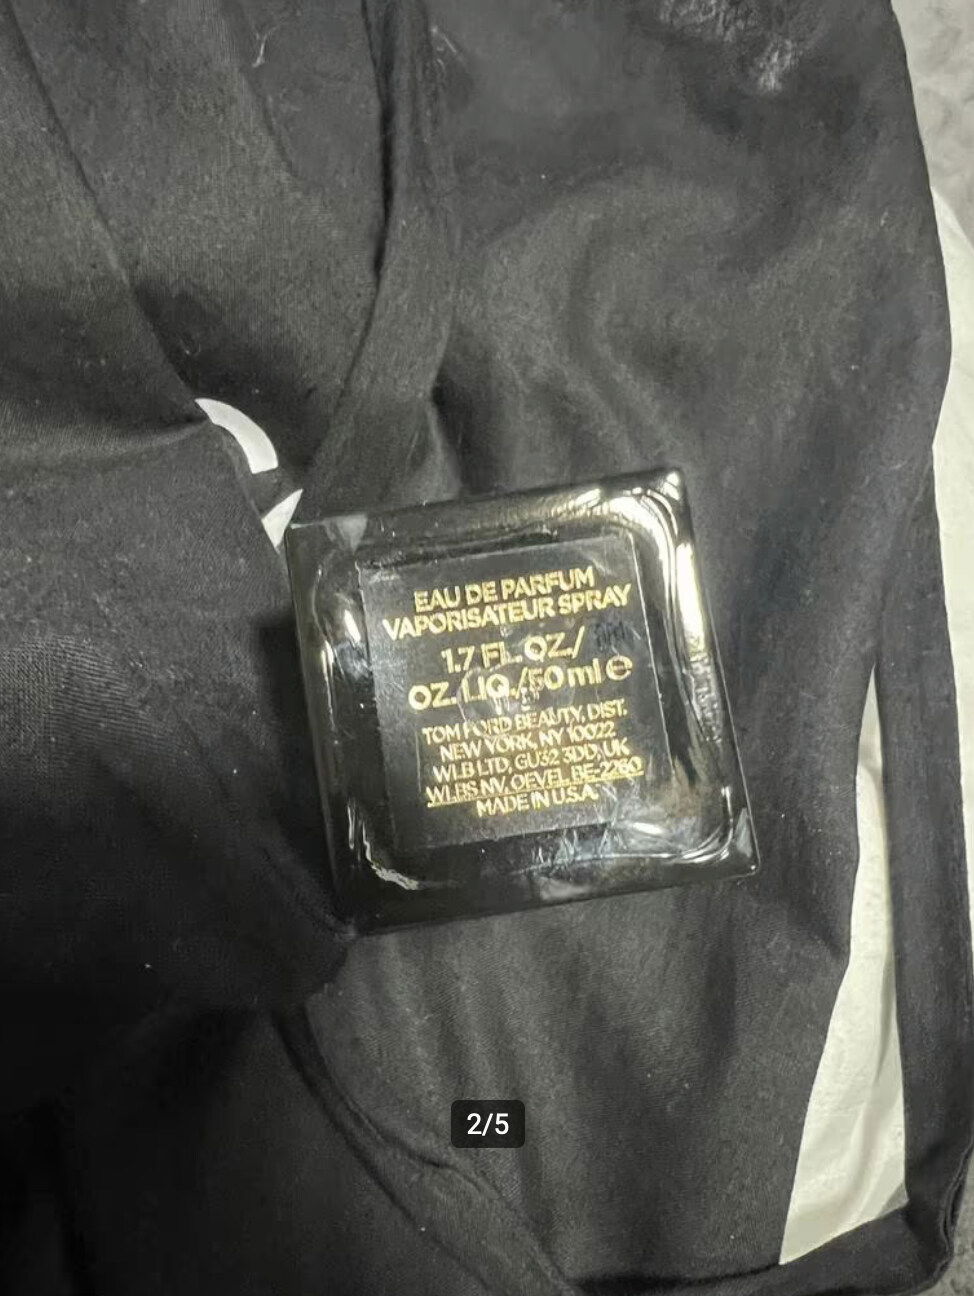 EAU DE PARFUM
VAPORISATEUR SPRAY
1.7 FL. OZ./
OZ. LIQ./50 ml e
TOM FORD BEAUTY, DIST.
NEW YORK, NY 10022
WLB LTD, GU32 3DD, UK
WLBS NV, OEVEL BE-2260
MADE IN U.S.A.
2/5